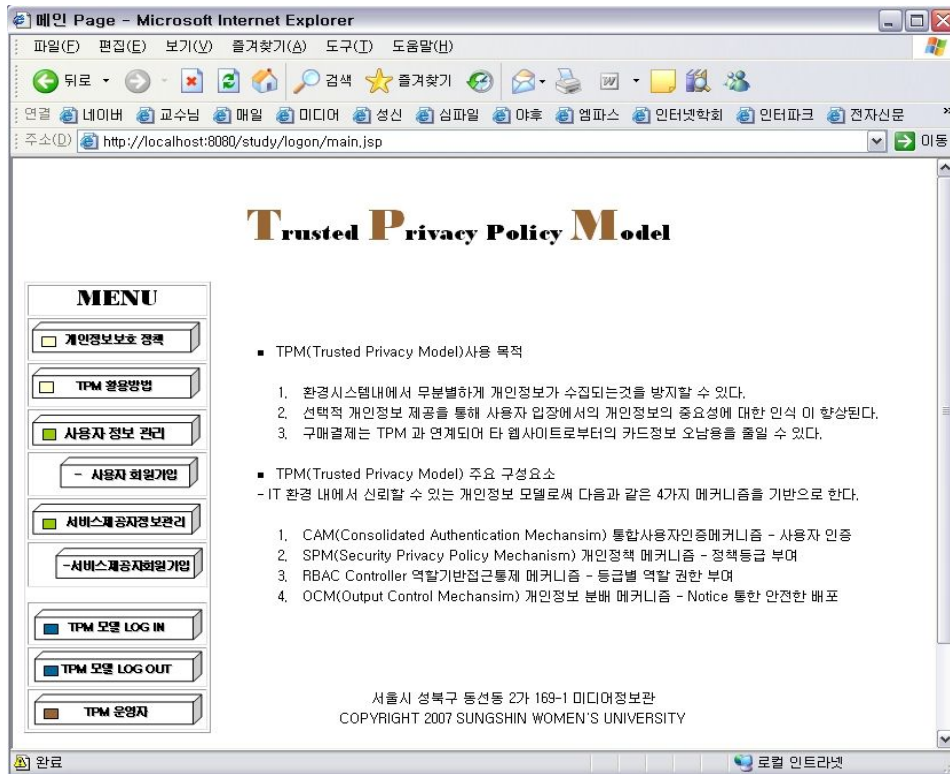 메인 Page - Microsoft Internet Explorer
파일(F) 편집(E) 보기(V) 즐겨찾기(A) 도구(T) 도움말(H)
뒤로 검색 즐겨찾기
연결 네이버 교수님 매일 미디어 성신 심파일 야후 엠파스 인터넷학회 인터파크 전자신문 »
주소(D) http://localhost:8080/study/logon/main.jsp 이동
Trusted Privacy Policy Model
MENU
개인정보보호 정책
TPM 활용방법
사용자 정보 관리
- 사용자 회원가입
서비스제공자정보관리
-서비스제공자회원가입
TPM 모델 LOG IN
TPM 모델 LOG OUT
TPM 운영자
■ TPM(Trusted Privacy Model)사용 목적
1. 환경시스템내에서 무분별하게 개인정보가 수집되는것을 방지할 수 있다.
2. 선택적 개인정보 제공을 통해 사용자 입장에서의 개인정보의 중요성에 대한 인식 이 향상된다.
3. 구매결제는 TPM 과 연계되어 타 웹사이트로부터의 카드정보 오남용을 줄일 수 있다.
■ TPM(Trusted Privacy Model) 주요 구성요소
- IT 환경 내에서 신뢰할 수 있는 개인정보 모델로써 다음과 같은 4가지 메커니즘을 기반으로 한다.
1. CAM(Consolidated Authentication Mechansim) 통합사용자인증메커니즘 - 사용자 인증
2. SPM(Security Privacy Policy Mechanism) 개인정책 메커니즘 - 정책등급 부여
3. RBAC Controller 역할기반접근통제 메커니즘 - 등급별 역할 권한 부여
4. OCM(Output Control Mechansim) 개인정보 분배 메커니즘 - Notice 통한 안전한 배포
서울시 성북구 동선동 2가 169-1 미디어정보관
COPYRIGHT 2007 SUNGSHIN WOMEN'S UNIVERSITY
완료 로컬 인트라넷